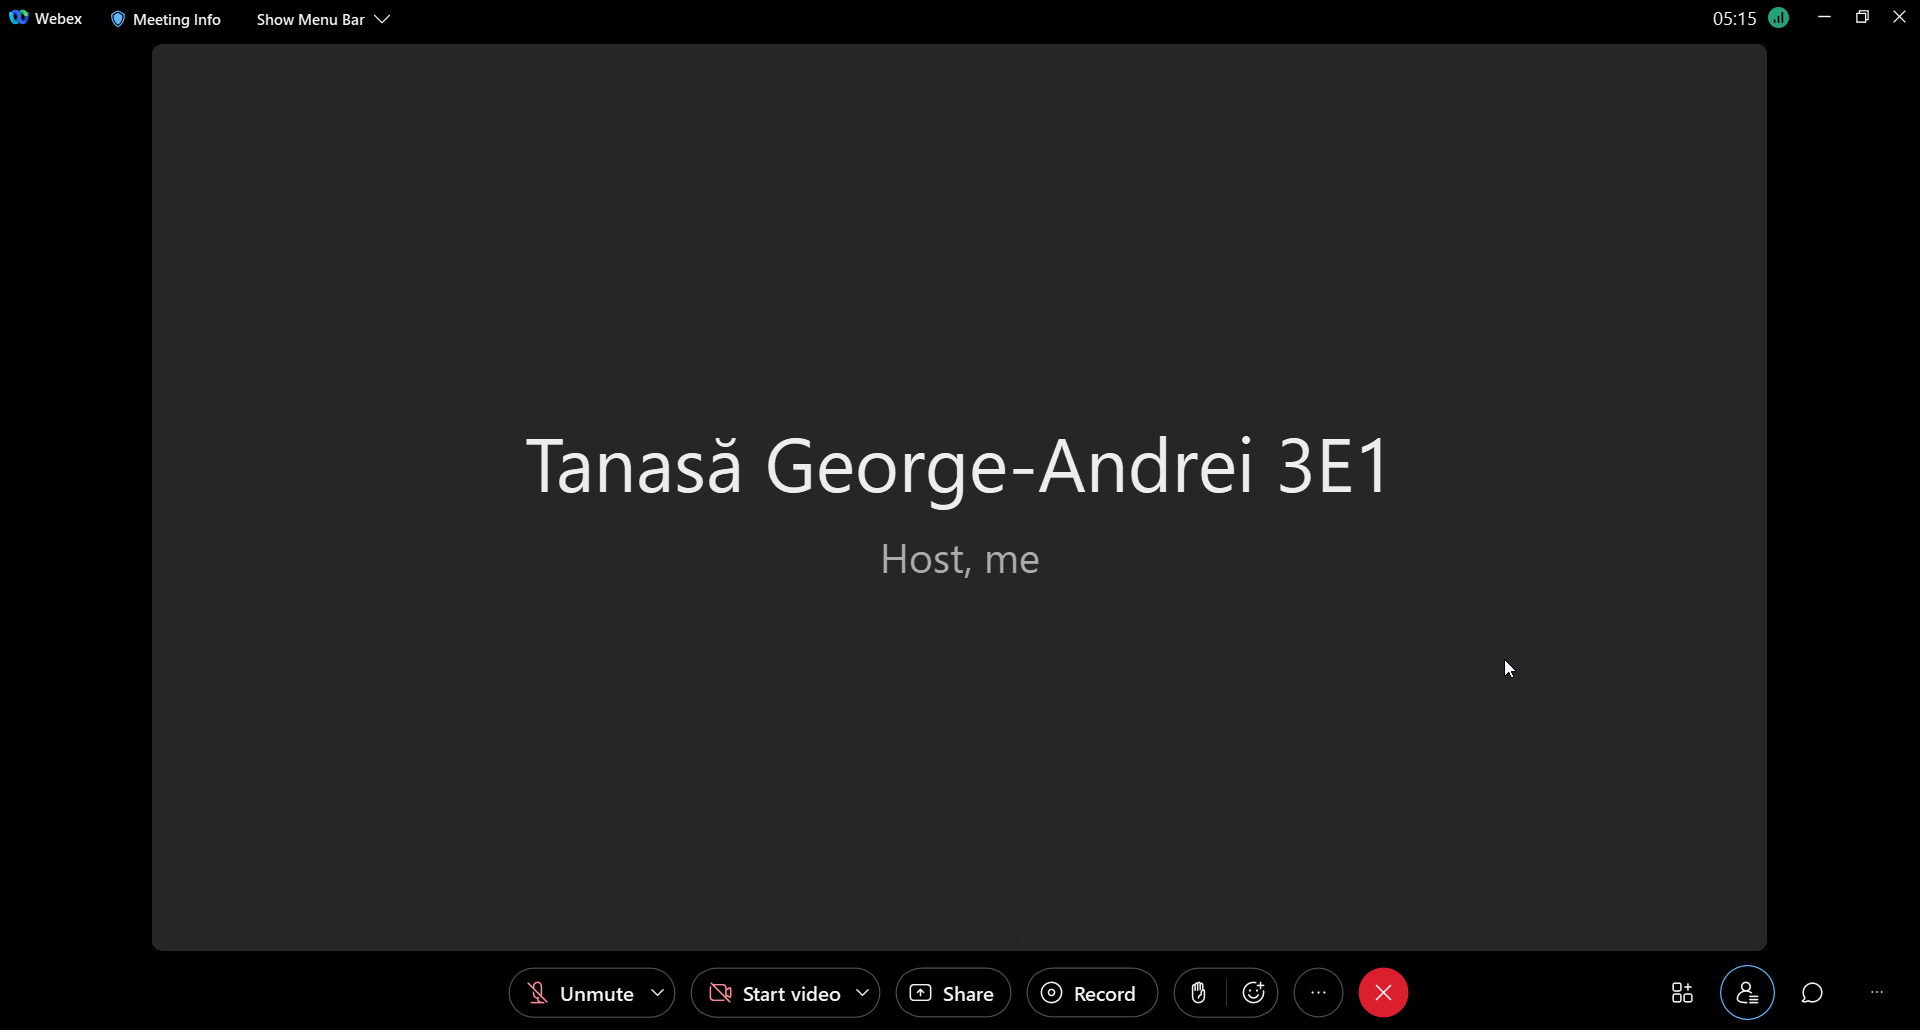 Webex Meeting Info Show Menu Bar 05:15
Tanasă George-Andrei 3E1
Host, me
Unmute Start video Share Record